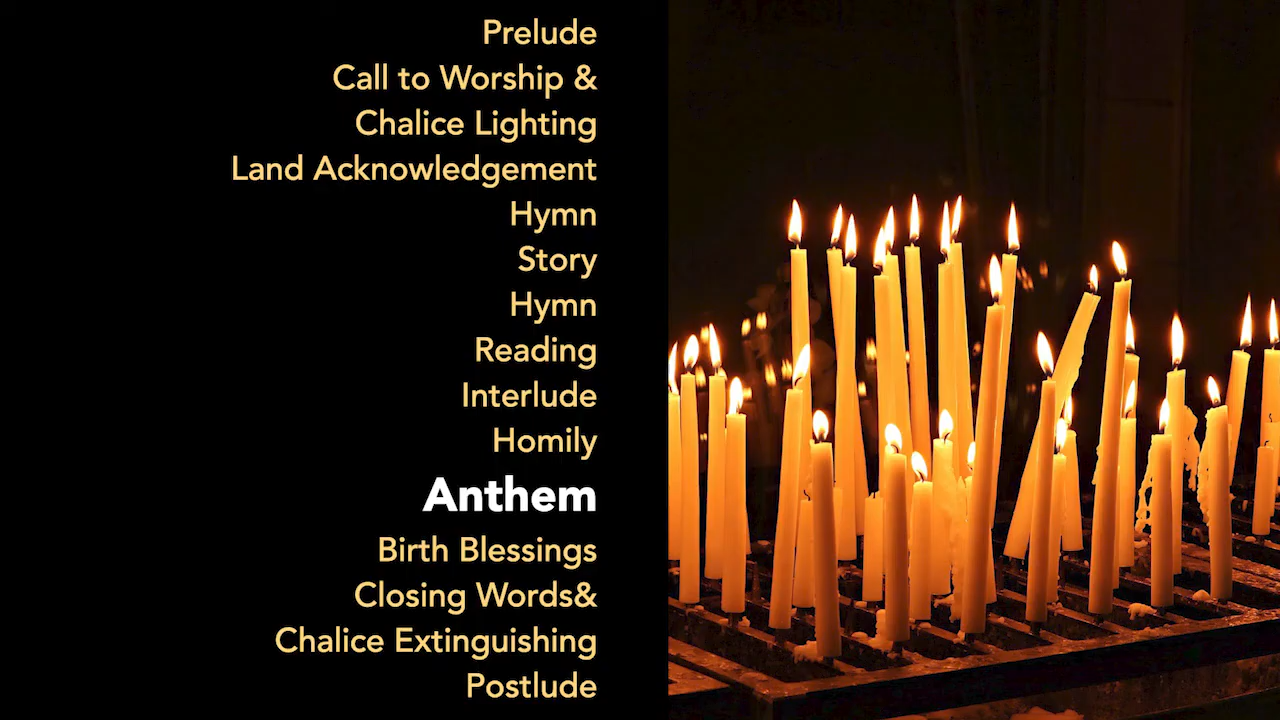 Prelude
Call to Worship &
Chalice Lighting
Land Acknowledgement
Hymn
Story
Hymn
Reading
Interlude
Homily
Anthem
Birth Blessings
Closing Words&
Chalice Extinguishing
Postlude